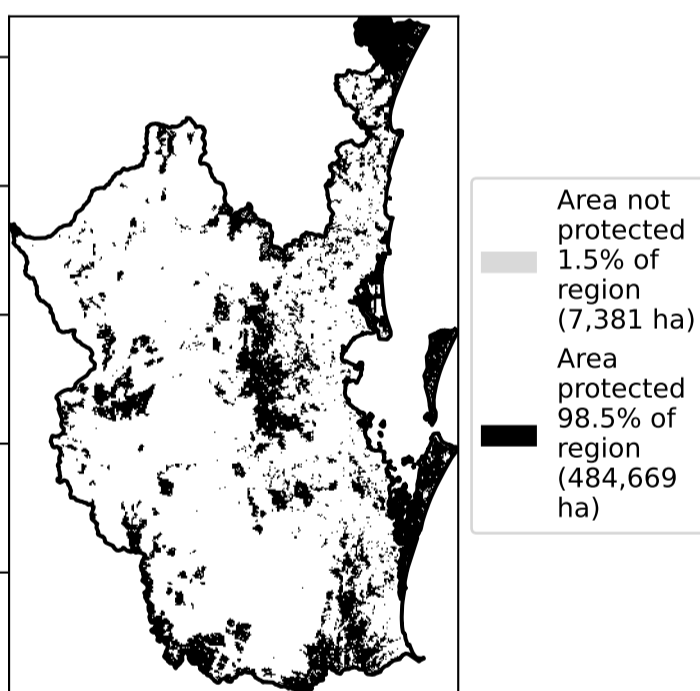 Area not
protected
1.5% of
region
(7,381 ha)
Area
protected
98.5% of
region
(484,669
ha)